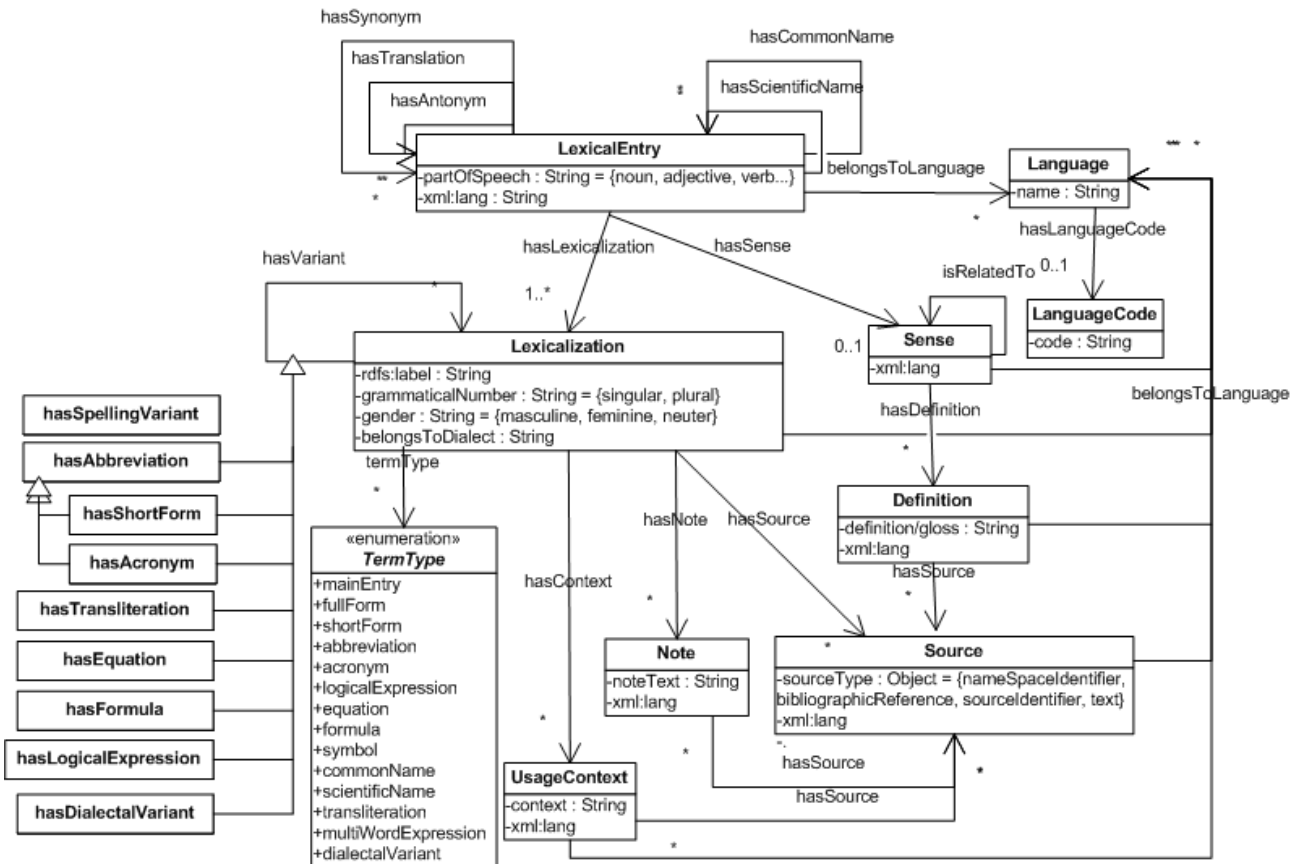 hasSynonym
hasTranslation
hasAntonym
hasCommonName
hasScientificName
*
LexicalEntry
-partOfSpeech : String = {noun, adjective, verb...}
-xml:lang : String
**
*
belongsToLanguage
*
Language
-name : String
*** *
hasLanguageCode
0..1
LanguageCode
-code : String
hasLexicalization
1..*
hasSense
isRelatedTo
0..1
Sense
-xml:lang
belongsToLanguage
hasVariant
*
Lexicalization
-rdfs:label : String
-grammaticalNumber : String = {singular, plural}
-gender : String = {masculine, feminine, neuter}
-belongsToDialect : String
hasDefinition
*
Definition
-definition/gloss : String
-xml:lang
hasSource
*
hasSpellingVariant
hasAbbreviation
hasShortForm
hasAcronym
hasTransliteration
hasEquation
hasFormula
hasLogicalExpression
hasDialectalVariant
termType
*
«enumeration»
TermType
+mainEntry
+fullForm
+shortForm
+abbreviation
+acronym
+logicalExpression
+equation
+formula
+symbol
+commonName
+scientificName
+transliteration
+multiWordExpression
+dialectalVariant
hasContext
*
hasNote
*
hasSource
*
Note
-noteText : String
-xml:lang
Source
-sourceType : Object = {nameSpaceIdentifier,
bibliographicReference, sourceIdentifier, text}
-xml:lang
-.
*
hasSource
hasSource
*
UsageContext
-context : String
-xml:lang
*